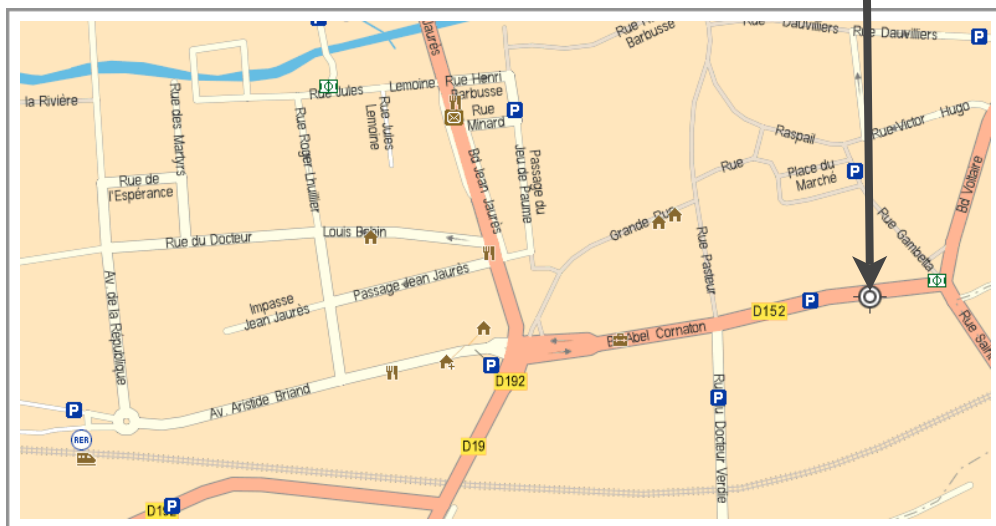 P
Jaurès
Barbusse
Rue
Dauvilliers
Rue Dauvilliers
P
la Rivière
Rue des Martyrs
Rue Jules
Lemoine
Rue Henri
Barbusse
Rue
Minard
P
Rue Jules
Lemoine
Rue Roger Lhuillier
Bd Jean Jaurès
Passage du
Jeu de Paume
Raspail
Rue Victor Hugo
Rue
Place du
Marché
P
Rue de
l'Espérance
Rue du Docteur
Louis Babin
Grande Rue
Rue Pasteur
Rue Gambetta
Bd Voltaire
Av. de la République
Passage Jean Jaurès
Impasse
Jean Jaurès
P
D152
Abel Cornaton
P
D192
Av. Aristide Briand
P
RER
D19
P
Rue du Docteur Verdie
P